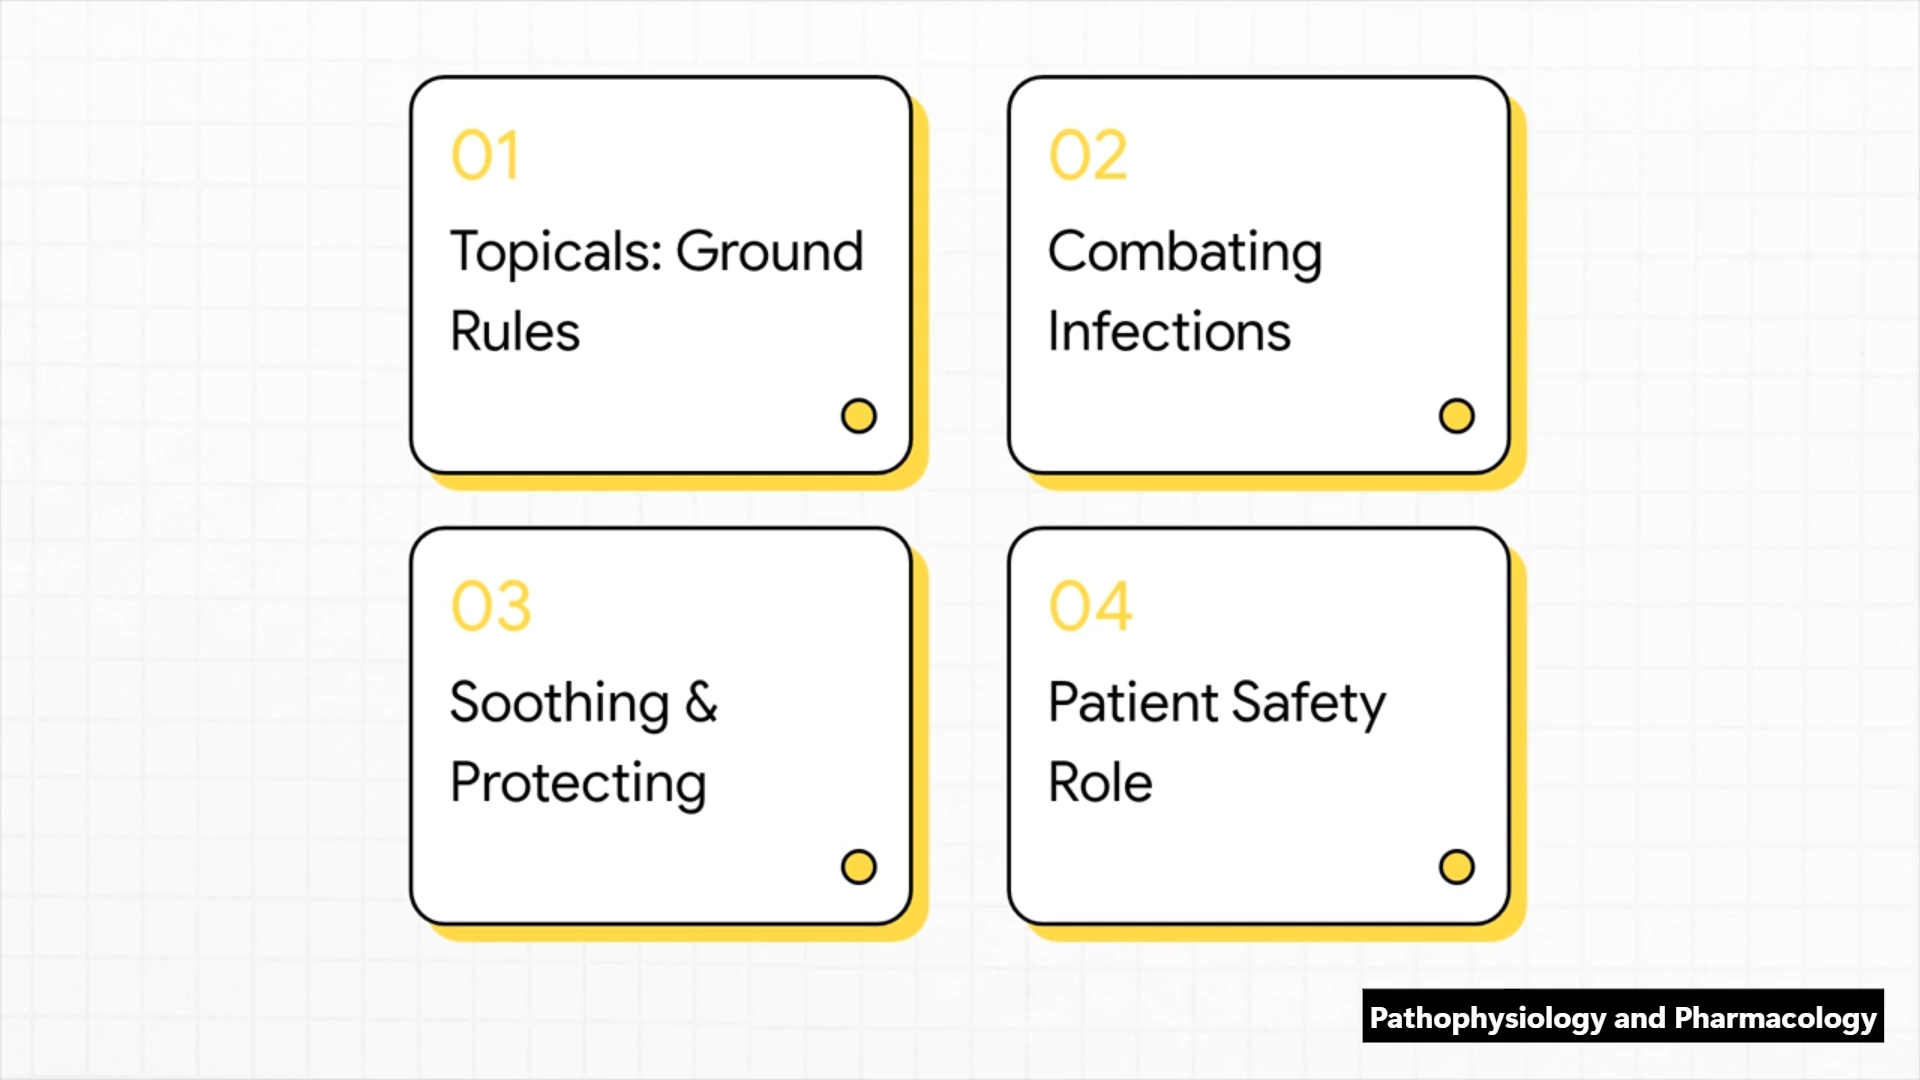 01
Topicals: Ground
Rules
02
Combating
Infections
03
Soothing &
Protecting
04
Patient Safety
Role
Pathophysiology and Pharmacology